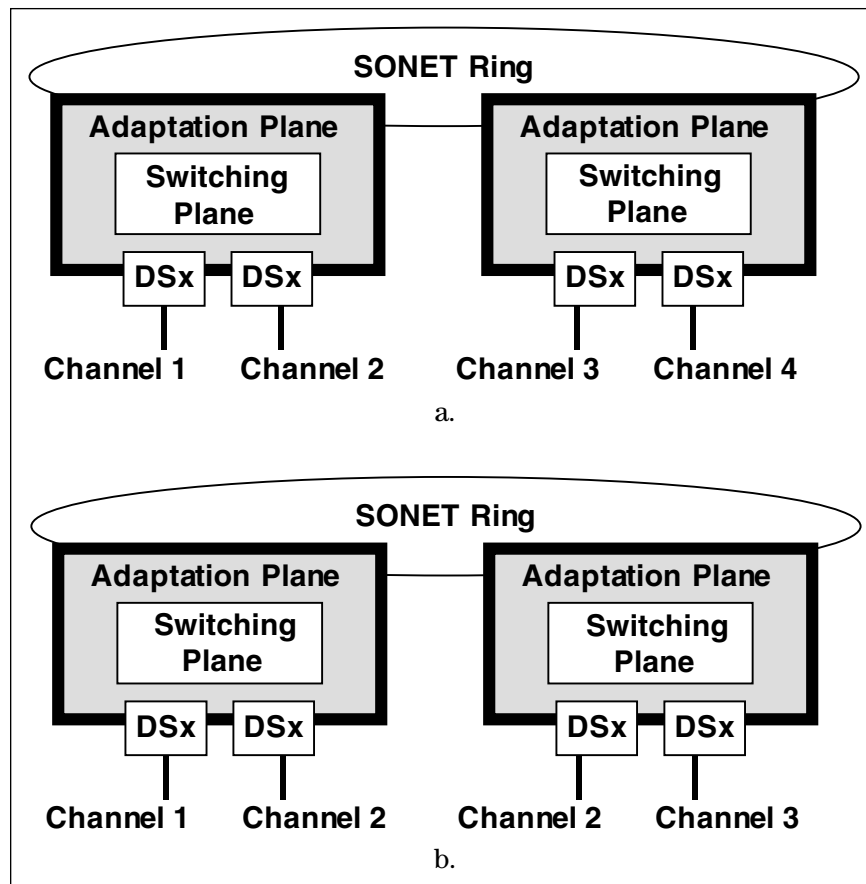 SONET Ring
Adaptation Plane Adaptation Plane
Switching Switching
Plane Plane
DSx DSx DSx DSx
Channel 1 Channel 2 Channel 3 Channel 4
a.
SONET Ring
Adaptation Plane Adaptation Plane
Switching Switching
Plane Plane
DSx DSx DSx DSx
Channel 1 Channel 2 Channel 2 Channel 3
b.